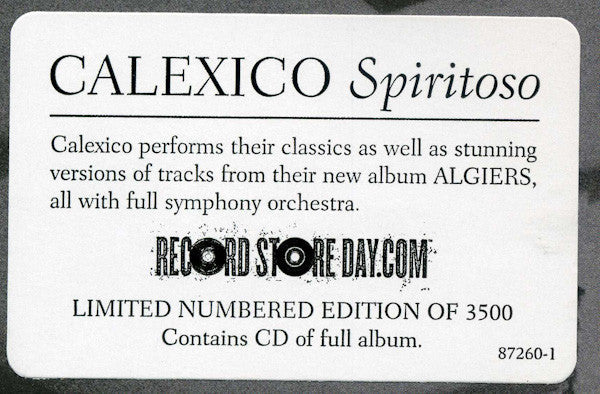 CALEXICO Spiritoso
Calexico performs their classics as well as stunning
versions of tracks from their new album ALGIERS,
all with full symphony orchestra.
RECORD STORE DAY.COM
LIMITED NUMBERED EDITION OF 3500
Contains CD of full album.
87260-1